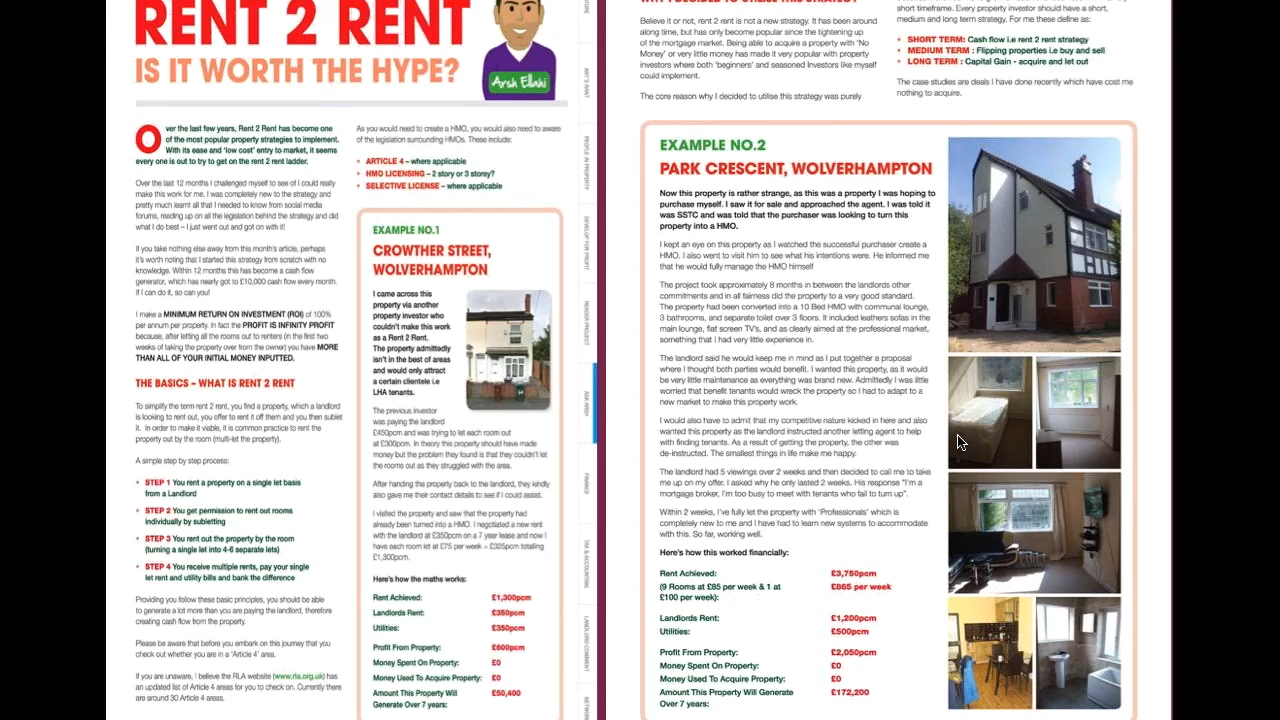 RENT 2 RENT
IS IT WORTH THE HYPE?
Arsh Ellahi
Over the last few years, Rent 2 Rent has become one
of the most popular property strategies to implement.
With its ease and 'low cost' entry to market, it seems
every one is out to try to get on the rent 2 rent ladder.
Over the last 12 months I challenged myself to see of I could really
make this work for me. I was completely new to the strategy and
pretty much learnt all that I needed to know from social media
forums, reading up on all the legislation behind the strategy and did
what I do best – I just went out and got on with it!
If you take nothing else away from this month's article, perhaps
it's worth noting that I started this strategy from scratch with no
knowledge. Within 12 months this has become a cash flow
generator, which has nearly got to £10,000 cash flow every month.
If I can do it, so can you!
I make a MINIMUM RETURN ON INVESTMENT (ROI) of 100%
per annum per property. In fact the PROFIT IS INFINITY PROFIT
because, after letting all the rooms out to renters (in the first two
weeks of taking the property over from the owner) you have MORE
THAN ALL OF YOUR INITIAL MONEY INPUTTED.
THE BASICS – WHAT IS RENT 2 RENT
To simplify the term rent 2 rent, you find a property, which a landlord
is looking to rent out, you offer to rent it off them and you then sublet
it. In order to make it viable, it is common practice to rent the
property out by the room (multi-let the property).
A simple step by step process:
• STEP 1 You rent a property on a single let basis
from a Landlord
• STEP 2 You get permission to rent out rooms
individually by subletting
• STEP 3 You rent out the property by the room
(turning a single let into 4-6 separate lets)
• STEP 4 You receive multiple rents, pay your single
let rent and utility bills and bank the difference
Providing you follow these basic principles, you should be able
to generate a lot more than you are paying the landlord, therefore
creating cash flow from the property.
Please be aware that before you embark on this journey that you
check out whether you are in a 'Article 4' area.
If you are unaware, I believe the RLA website (www.rla.org.uk) has
an updated list of Article 4 areas for you to check on. Currently there
are around 30 Article 4 areas.
As you would need to create a HMO, you would also need to aware
of the legislation surrounding HMOs. These include:
• ARTICLE 4 – where applicable
• HMO LICENSING – 2 story or 3 storey?
• SELECTIVE LICENSE – where applicable
EXAMPLE NO.1
CROWTHER STREET,
WOLVERHAMPTON
I came across this
property via another
property investor who
couldn't make this work
as a Rent 2 Rent.
The property admittedly
isn't in the best of areas
and would only attract
a certain clientele i.e
LHA tenants.
The previous investor
was paying the landlord
£450pcm and was trying to let each room out
at £300pcm. In theory this property should have made
money but the problem they found is that they couldn't let
the rooms out as they struggled with the area.
After handing the property back to the landlord, they kindly
also gave me their contact details to see if I could assist.
I visited the property and saw that the property had
already been turned into a HMO. I negotiated a new rent
with the landlord at £350pcm on a 7 year lease and now I
have each room let at £75 per week = £325pcm totaling
£1,300pcm.
Here's how the maths works:
Rent Achieved: £1,300pcm
Landlords Rent: £350pcm
Utilities: £350pcm
Profit From Property: £600pcm
Money Spent On Property: £0
Money Used To Acquire Property: £0
Amount This Property Will £50,400
Generate Over 7 years:
ANT'S RANT
PEOPLE IN PROPERTY
DEVELOP FOR PROFIT
READER PROJECT
ASK ARSH
FINANCE
TAX & ACCOUNTING
LANDLORD COMMENT
WHY I DECIDED TO UTILISE THIS STRATEGY?
Believe it or not, rent 2 rent is not a new strategy. It has been around
along time, but has only become popular since the tightening up
of the mortgage market. Being able to acquire a property with 'No
Money' or very little money has made it very popular with property
investors where both 'beginners' and seasoned Investors like myself
could implement.
The core reason why I decided to utilise this strategy was purely
short timeframe. Every property investor should have a short,
medium and long term strategy. For me these define as:
• SHORT TERM: Cash flow i.e rent 2 rent strategy
• MEDIUM TERM : Flipping properties i.e buy and sell
• LONG TERM : Capital Gain - acquire and let out
The case studies are deals I have done recently which have cost me
nothing to acquire.
EXAMPLE NO.2
PARK CRESCENT, WOLVERHAMPTON
Now this property is rather strange, as this was a property I was hoping to
purchase myself. I saw it for sale and approached the agent. I was told it
was SSTC and was told that the purchaser was looking to turn this
property into a HMO.
I kept an eye on this property as I watched the successful purchaser create a
HMO. I also went to visit him to see what his intentions were. He informed me
that he would fully manage the HMO himself
The project took approximately 8 months in between the landlords other
commitments and in all fairness did the property to a very good standard.
The property had been converted into a 10 Bed HMO with communal lounge,
3 bathrooms, and separate toilet over 3 floors. It included leathers sofas in the
main lounge, flat screen TV's, and as clearly aimed at the professional market,
something that I had very little experience in.
The landlord said he would keep me in mind as I put together a proposal
where I thought both parties would benefit. I wanted this property, as it would
be very little maintenance as everything was brand new. Admittedly I was little
worried that benefit tenants would wreck the property so I had to adapt to a
new market to make this property work.
I would also have to admit that my competitive nature kicked in here and also
wanted this property as the landlord instructed another letting agent to help
with finding tenants. As a result of getting the property, the other was
de-instructed. The smallest things in life make me happy.
The landlord had 5 viewings over 2 weeks and then decided to call me to take
me up on my offer. I asked why he only lasted 2 weeks. His response "I'm a
mortgage broker, I'm too busy to meet with tenants who fail to turn up".
Within 2 weeks, I've fully let the property with 'Professionals' which is
completely new to me and I have had to learn new systems to accommodate
with this. So far, working well.
Here's how this worked financially:
Rent Achieved: £3,750pcm
(9 Rooms at £85 per week & 1 at £865 per week
£100 per week):
Landlords Rent: £1,200pcm
Utilities: £500pcm
Profit From Property: £2,050pcm
Money Spent On Property: £0
Money Used To Acquire Property: £0
Amount This Property Will Generate £172,200
Over 7 years: